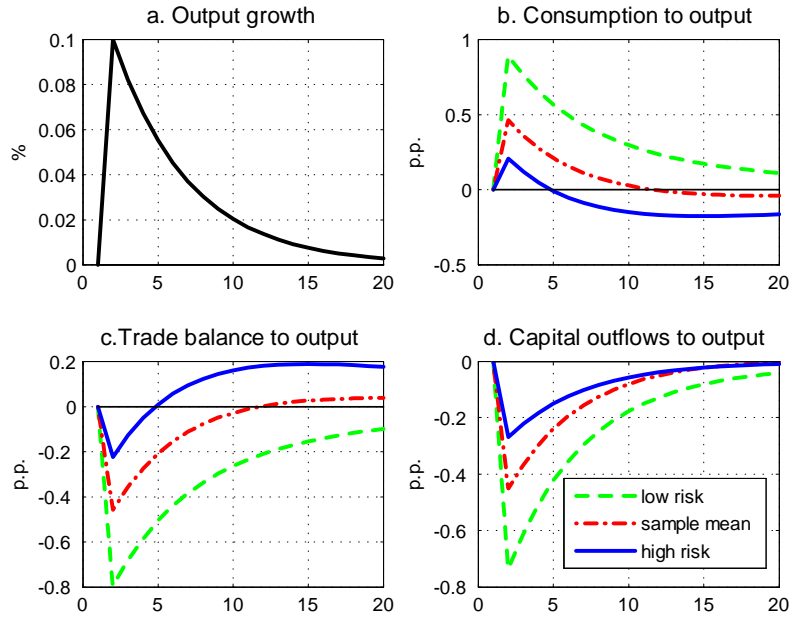 a. Output growth
0.1
0.08
0.06
0.04
0.02
0
%
0 5 10 15 20
b. Consumption to output
1
0.5
0
-0.5
p.p.
0 5 10 15 20
c.Trade balance to output
0.2
0
-0.2
-0.4
-0.6
-0.8
p.p.
0 5 10 15 20
d. Capital outflows to output
0
-0.2
-0.4
-0.6
-0.8
p.p.
0 5 10 15 20
low risk
sample mean
high risk